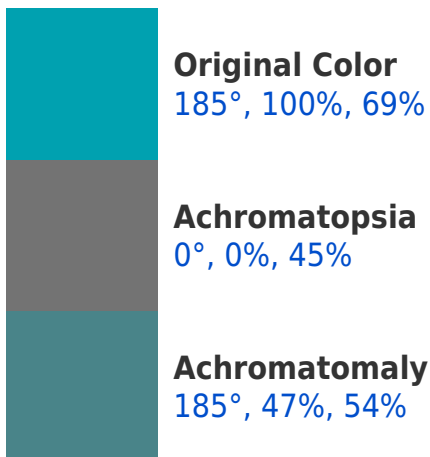 Original Color
185°, 100%, 69%
Achromatopsia
0°, 0%, 45%
Achromatomaly
185°, 47%, 54%